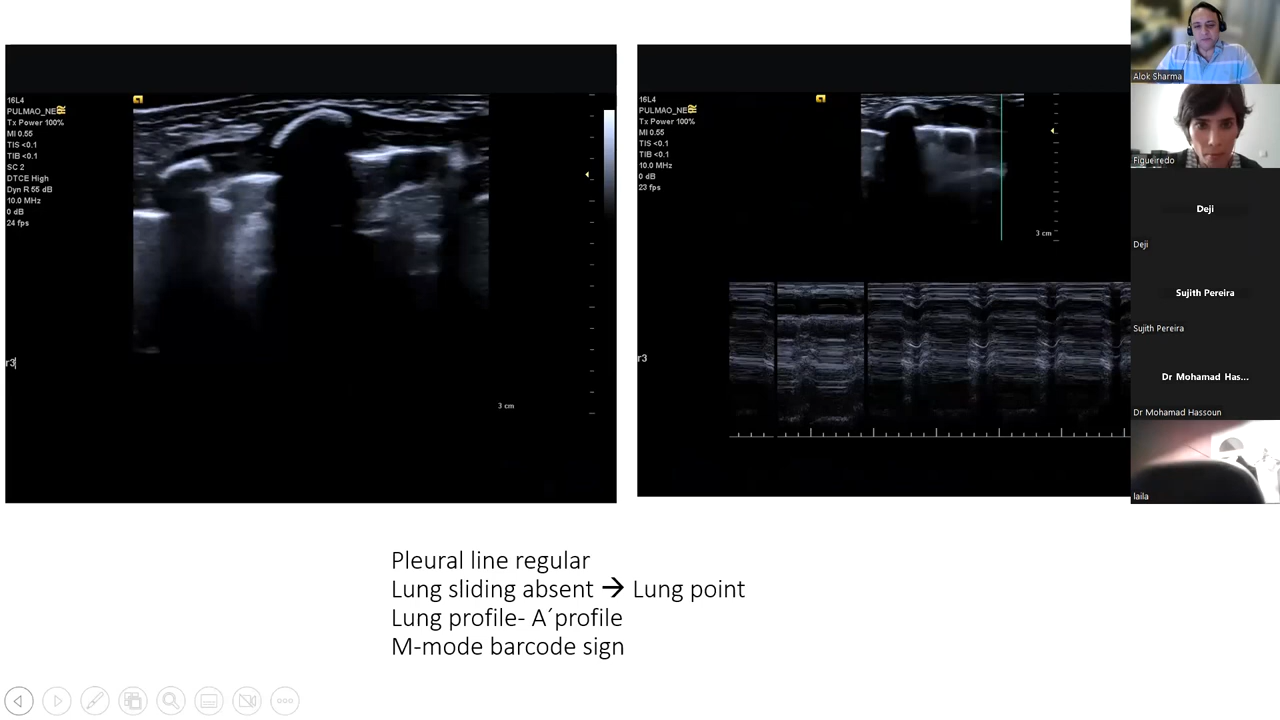 16L4
PULMAO_NE
Tx Power 100%
MI 0.55
TIS <0.1
TIB <0.1
SC 2
DTCE High
Dyn R 55 dB
10.0 MHz
0 dB
24 fps
r3
3 cm
16L4
PULMAO_NE
Tx Power 100%
MI 0.55
TIS <0.1
TIB <0.1
10.0 MHz
0 dB
23 fps
3 cm
r3
Alok Sharma
Figueiredo
Deji
Deji
Sujith Pereira
Sujith Pereira
Dr Mohamad Has...
Dr Mohamad Hassoun
laila
Pleural line regular
Lung sliding absent → Lung point
Lung profile- A´profile
M-mode barcode sign